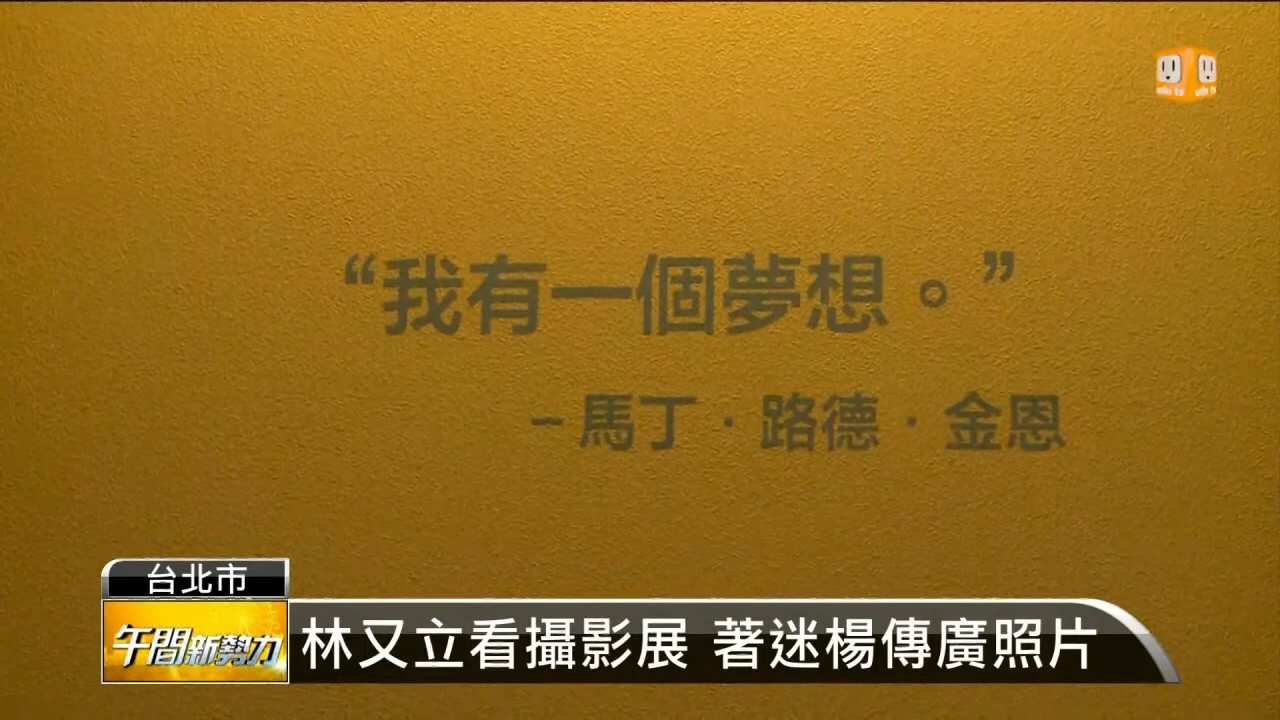 “我有一個夢想。”
–馬丁·路德·金恩
台北市
午間新勢力
林又立看攝影展 著迷楊傳廣照片